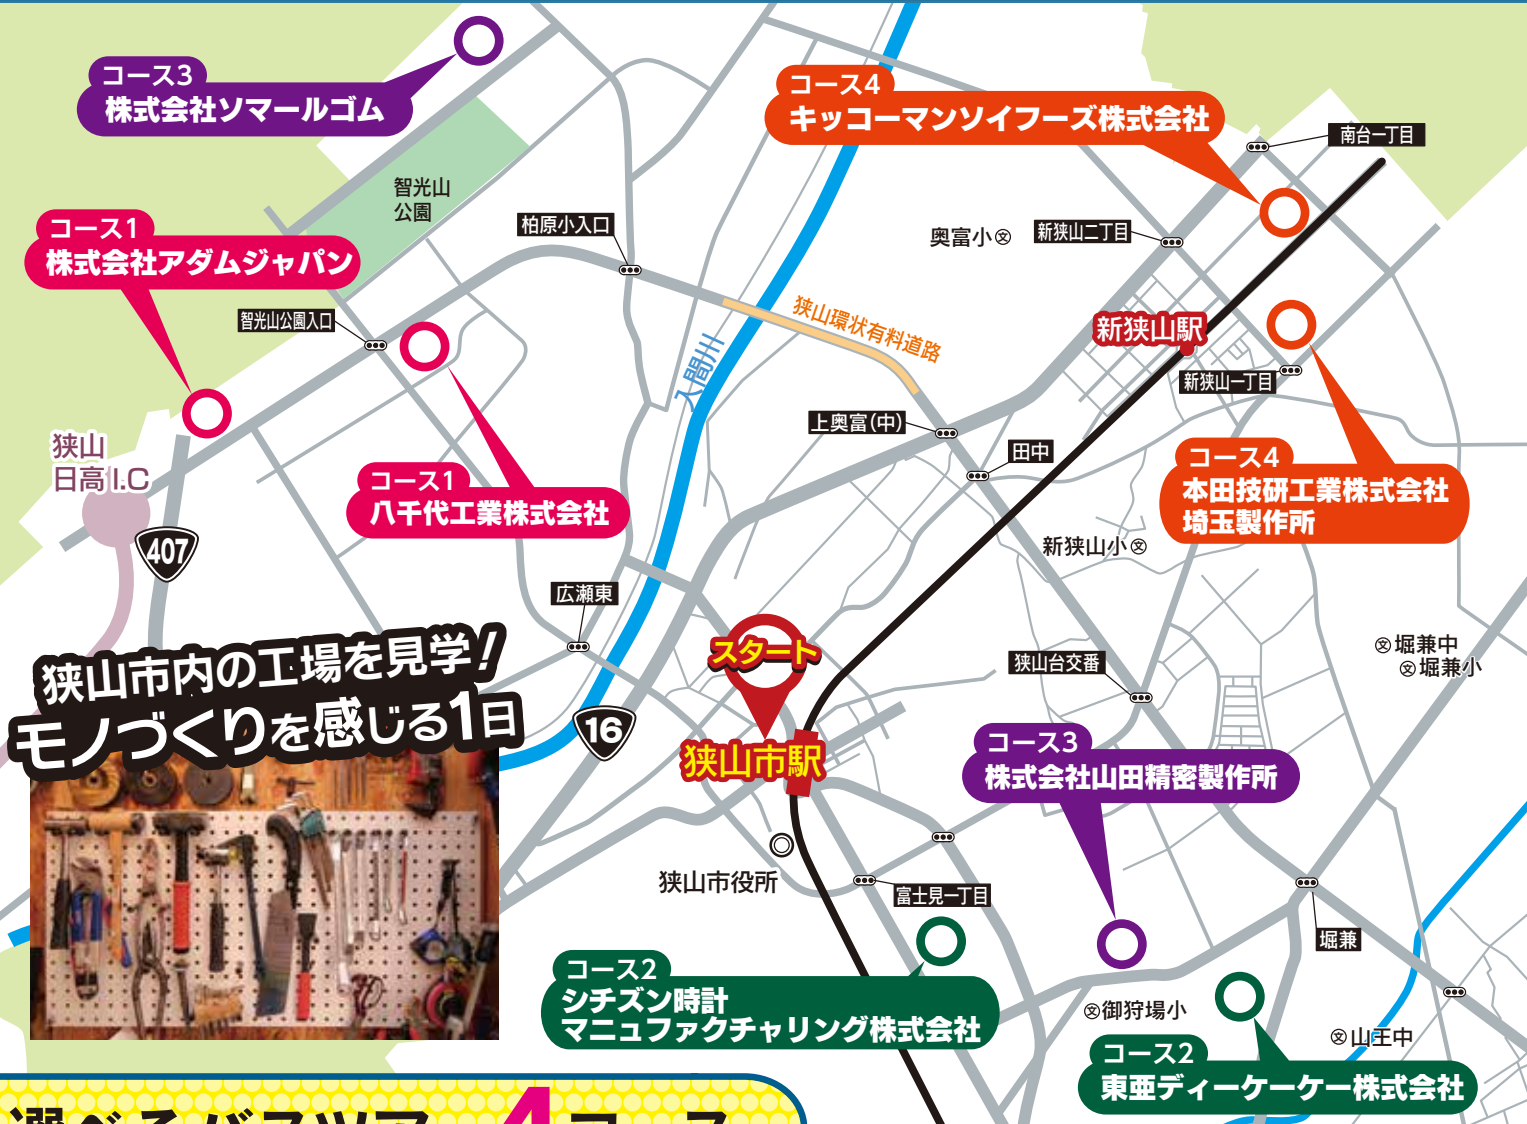 コース3
株式会社ソマールゴム
コース4
キッコーマンソイフーズ株式会社
南台一丁目
智光山
公園
コース1
株式会社アダムジャパン
柏原小入口
奥富小
新狭山二丁目
智光山公園入口
狭山環状有料道路
新狭山駅
入間川
新狭山一丁目
上奥富(中)
狭山
日高I.C
田中
コース1
八千代工業株式会社
コース4
本田技研工業株式会社
埼玉製作所
407
新狭山小
広瀬東
狭山市内の工場を見学!
モノづくりを感じる1日
スタート
狭山市駅
16
狭山台交番
堀兼中
堀兼小
コース3
株式会社山田精密製作所
狭山市役所
富士見一丁目
堀兼
コース2
シチズン時計
マニュファクチャリング株式会社
御狩場小
山王中
コース2
東亜ディーケーケー株式会社
選べるバスツアー 4コース